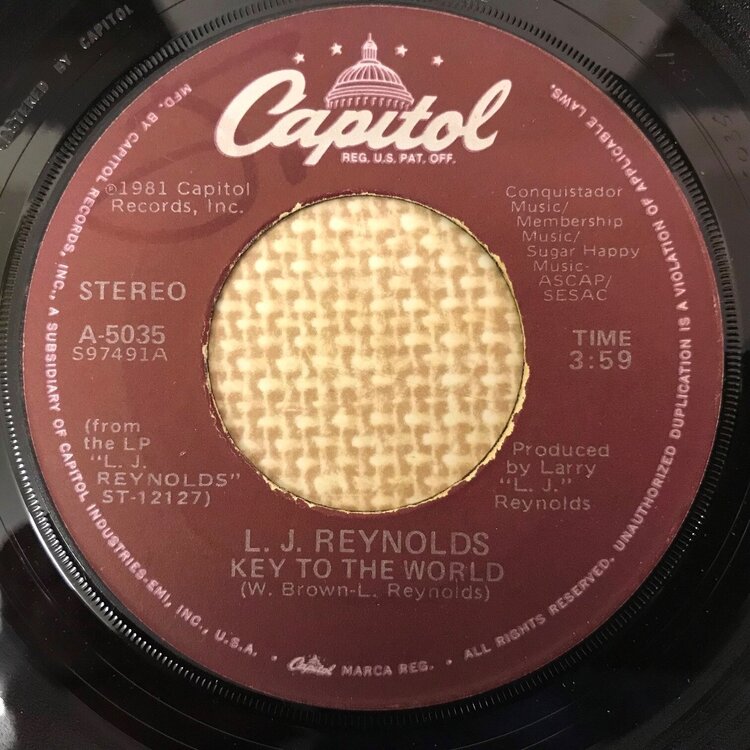 MASTERED BY CAPITOL
Capitol
REG. U.S. PAT. OFF.
℗1981 Capitol
Records, Inc.
Conquistador
Music/
Membership
Music/
Sugar Happy
Music-
ASCAP/
SESAC
STEREO
A-5035
S97491A
TIME
3:59
(from
the LP
"L. J.
REYNOLDS"
ST-12127)
Produced
by Larry
"L. J."
Reynolds
L. J. REYNOLDS
KEY TO THE WORLD
(W. Brown-L. Reynolds)
MFD. BY CAPITOL RECORDS, INC., A SUBSIDIARY OF CAPITOL INDUSTRIES-EMI, INC., U.S.A. • Capitol MARCA REG. • ALL RIGHTS RESERVED. UNAUTHORIZED DUPLICATION IS A VIOLATION OF APPLICABLE LAWS.